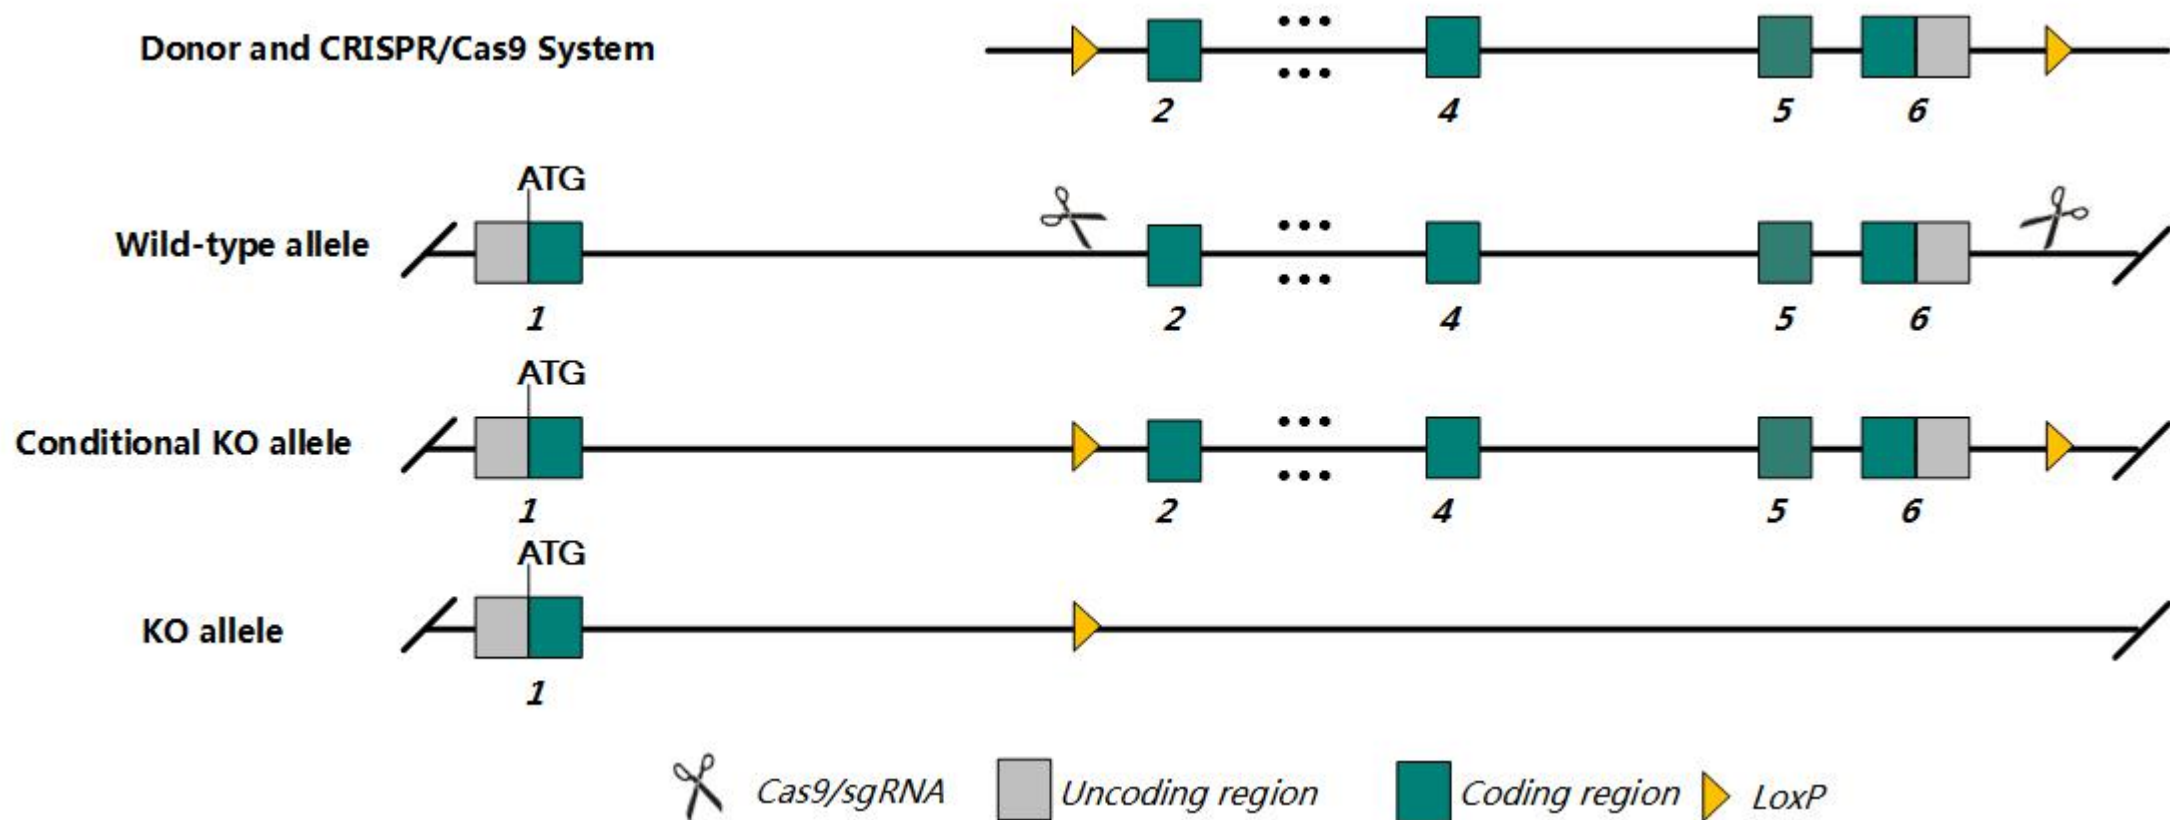 Donor and CRISPR/Cas9 System
2 4 5 6
ATG
Wild-type allele
1 2 4 5 6
ATG
Conditional KO allele
1 2 4 5 6
ATG
KO allele
1
Cas9/sgRNA Uncoding region Coding region LoxP